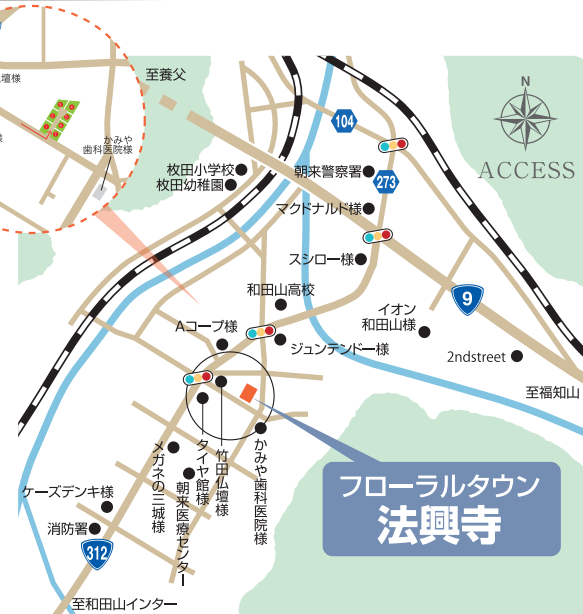 壇様
様
かみや
歯科医院様
至養父
N
ACCESS
104
枚田小学校
枚田幼稚園
朝来警察署
273
マクドナルド様
スシロー様
和田山高校
9
イオン
和田山様
Aコープ様
ジュンテンドー様
2ndstreet
至福知山
かみや歯科医院様
竹田仏壇様
タイヤ館様
朝来医療センター
メガネの三城様
フローラルタウン
法興寺
ケーズデンキ様
消防署
312
至和田山インター